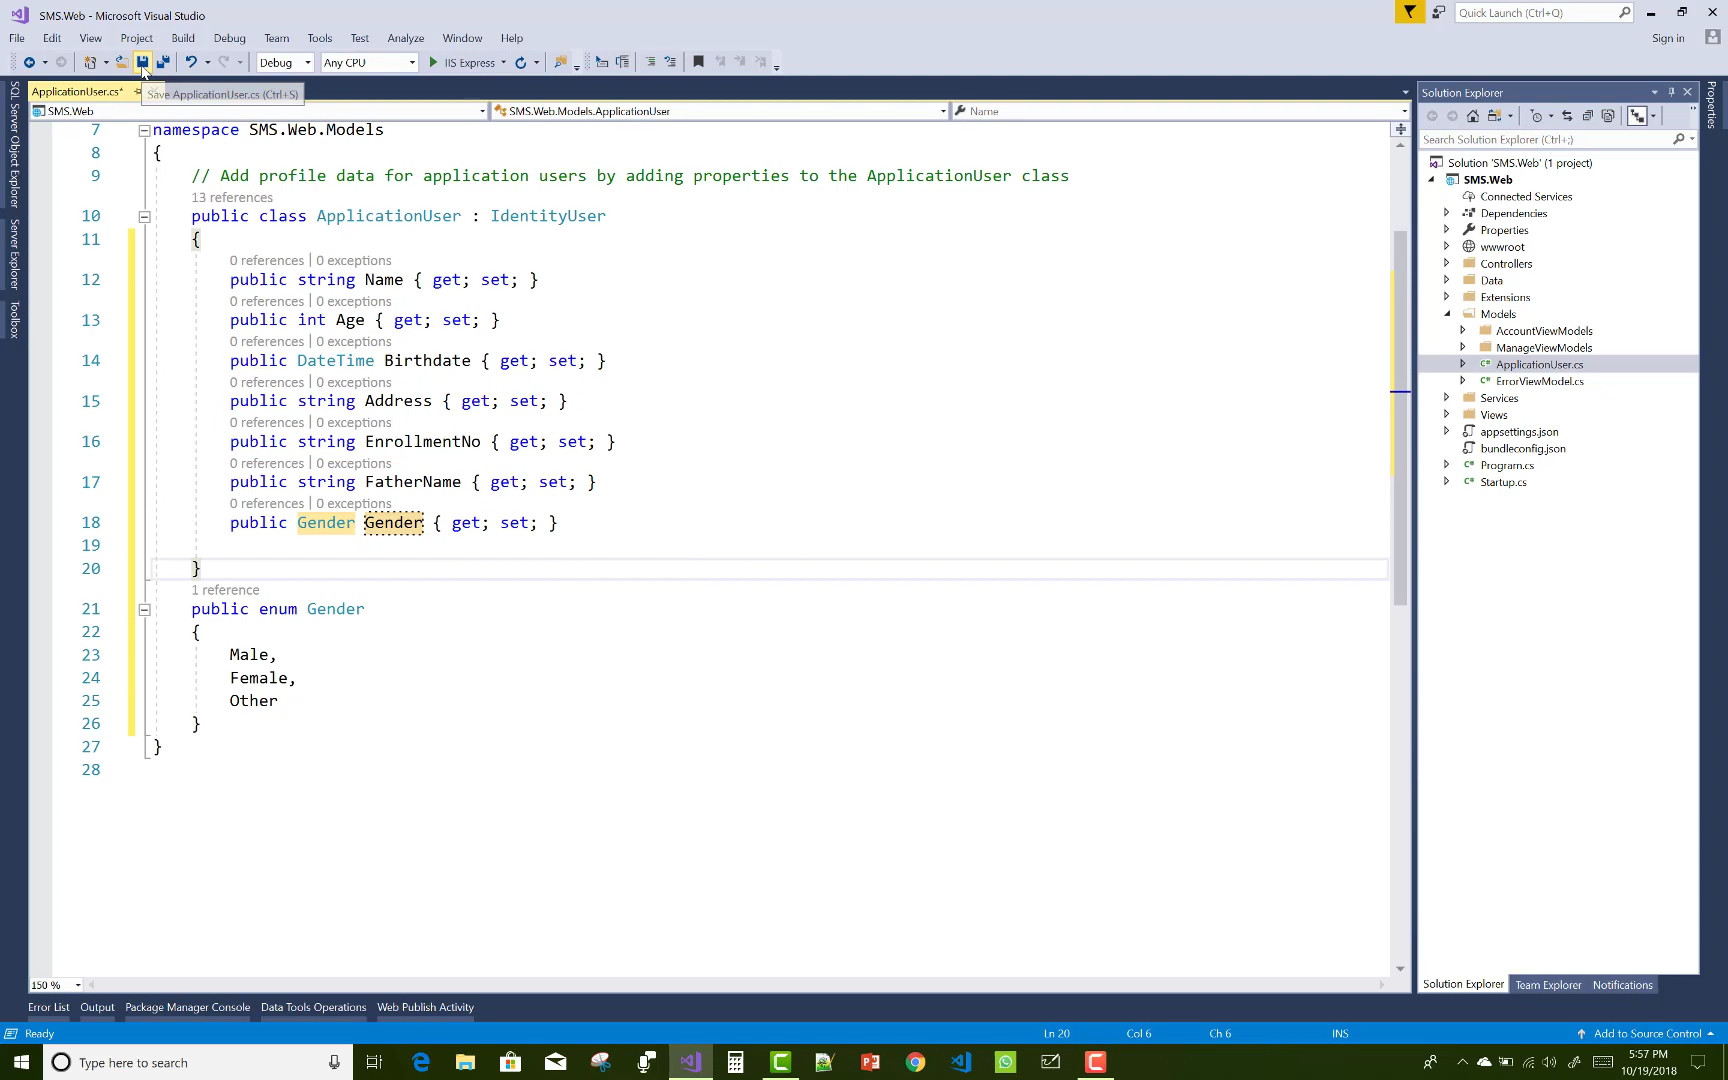 SMS.Web - Microsoft Visual Studio
Quick Launch (Ctrl+Q)
File Edit View Project Build Debug Team Tools Test Analyze Window Help
Sign in
Debug Any CPU IIS Express
ApplicationUser.cs*
Save ApplicationUser.cs (Ctrl+S)
SMS.Web SMS.Web.Models.ApplicationUser Name
SQL Server Object Explorer
Server Explorer
Toolbox
7 namespace SMS.Web.Models
8 {
9 // Add profile data for application users by adding properties to the ApplicationUser class
13 references
10 public class ApplicationUser : IdentityUser
11 {
0 references | 0 exceptions
12 public string Name { get; set; }
0 references | 0 exceptions
13 public int Age { get; set; }
0 references | 0 exceptions
14 public DateTime Birthdate { get; set; }
0 references | 0 exceptions
15 public string Address { get; set; }
0 references | 0 exceptions
16 public string EnrollmentNo { get; set; }
0 references | 0 exceptions
17 public string FatherName { get; set; }
0 references | 0 exceptions
18 public Gender Gender { get; set; }
19
20 }
1 reference
21 public enum Gender
22 {
23 Male,
24 Female,
25 Other
26 }
27 }
28
150 %
Solution Explorer
Search Solution Explorer (Ctrl+;)
Solution 'SMS.Web' (1 project)
SMS.Web
Connected Services
Dependencies
Properties
wwwroot
Controllers
Data
Extensions
Models
AccountViewModels
ManageViewModels
ApplicationUser.cs
ErrorViewModel.cs
Services
Views
appsettings.json
bundleconfig.json
Program.cs
Startup.cs
Solution Explorer Team Explorer Notifications
Properties
Error List Output Package Manager Console Data Tools Operations Web Publish Activity
Ready Ln 20 Col 6 Ch 6 INS Add to Source Control
Type here to search
5:57 PM
10/19/2018